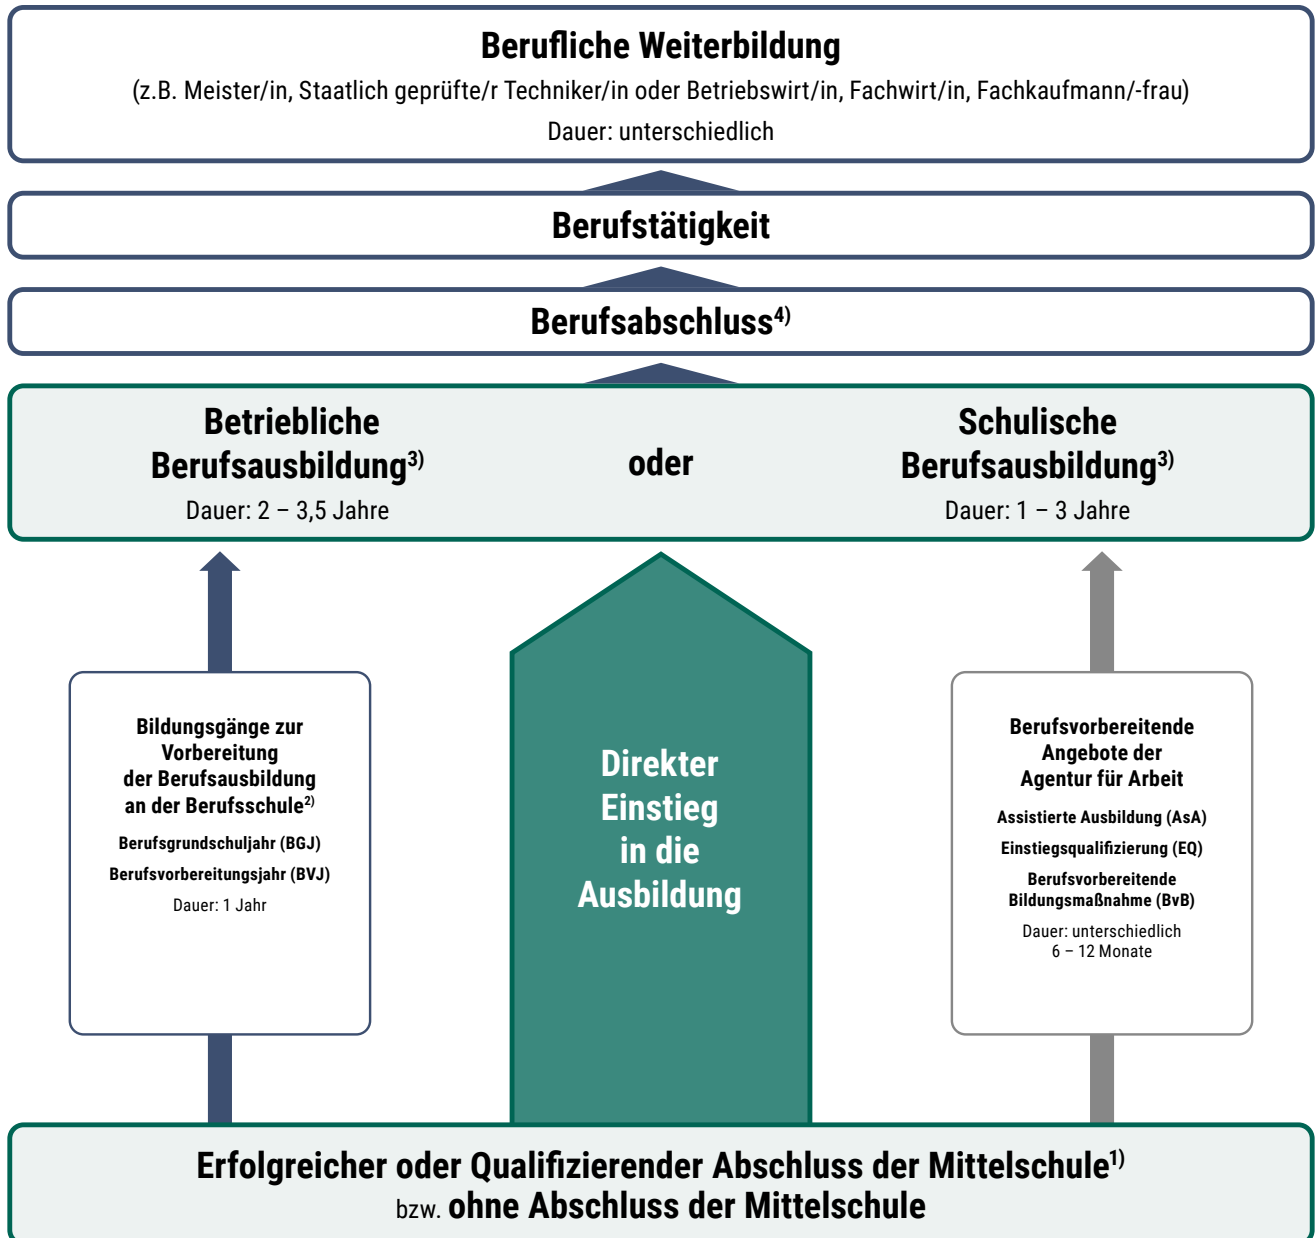 Berufliche Weiterbildung
(z.B. Meister/in, Staatlich geprüfte/r Techniker/in oder Betriebswirt/in, Fachwirt/in, Fachkaufmann/-frau)
Dauer: unterschiedlich
Berufstätigkeit
Berufsabschluss4)
Betriebliche
Berufsausbildung3)
Dauer: 2 – 3,5 Jahre
oder
Schulische
Berufsausbildung3)
Dauer: 1 – 3 Jahre
Bildungsgänge zur
Vorbereitung
der Berufsausbildung
an der Berufsschule2)
Berufsgrundschuljahr (BGJ)
Berufsvorbereitungsjahr (BVJ)
Dauer: 1 Jahr
Direkter
Einstieg
in die
Ausbildung
Berufsvorbereitende
Angebote der
Agentur für Arbeit
Assistierte Ausbildung (AsA)
Einstiegsqualifizierung (EQ)
Berufsvorbereitende
Bildungsmaßnahme (BvB)
Dauer: unterschiedlich
6 – 12 Monate
Erfolgreicher oder Qualifizierender Abschluss der Mittelschule1)
bzw. ohne Abschluss der Mittelschule